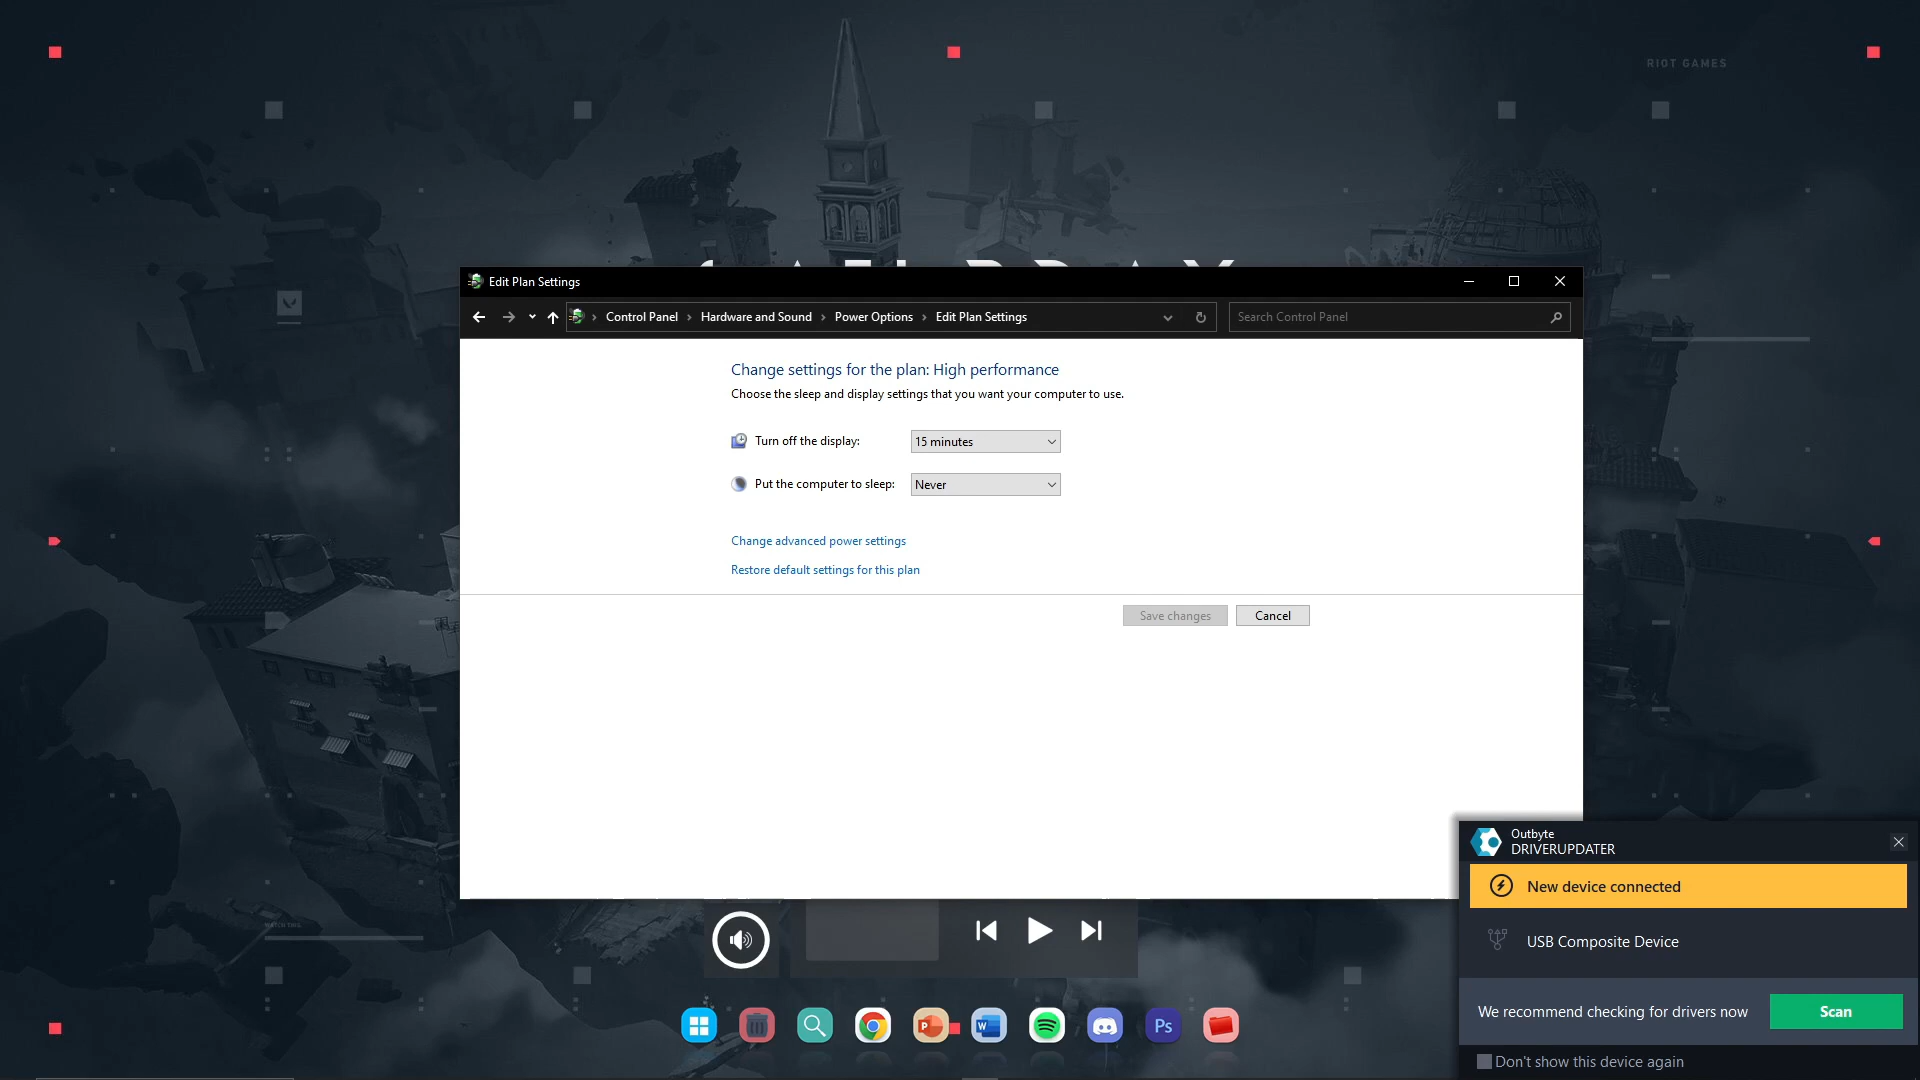 RIOT GAMES
Edit Plan Settings
Control Panel
Hardware and Sound
Power Options
Edit Plan Settings
Search Control Panel
Change settings for the plan: High performance
Choose the sleep and display settings that you want your computer to use.
Turn off the display:
15 minutes
Put the computer to sleep:
Never
Change advanced power settings
Restore default settings for this plan
Save changes
Cancel
Outbyte
DRIVERUPDATER
New device connected
USB Composite Device
We recommend checking for drivers now
Scan
Don't show this device again
P
W
Ps